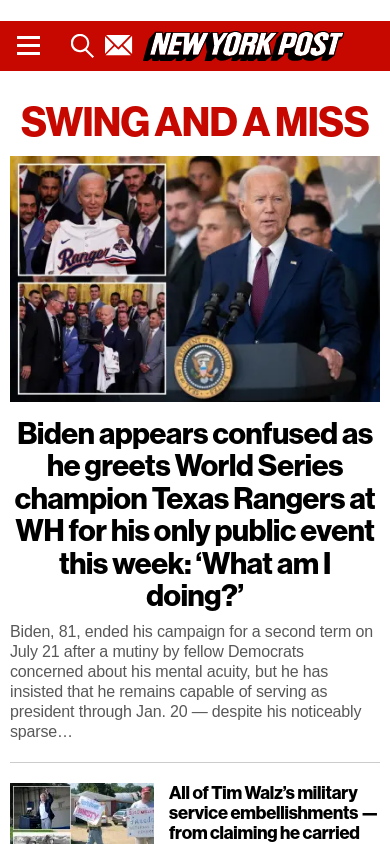 NEW YORK POST
SWING AND A MISS
Rangers
Biden appears confused as
he greets World Series
champion Texas Rangers at
WH for his only public event
this week: ‘What am I
doing?’
Biden, 81, ended his campaign for a second term on
July 21 after a mutiny by fellow Democrats
concerned about his mental acuity, but he has
insisted that he remains capable of serving as
president through Jan. 20 — despite his noticeably
sparse…
All of Tim Walz’s military
service embellishments —
from claiming he carried